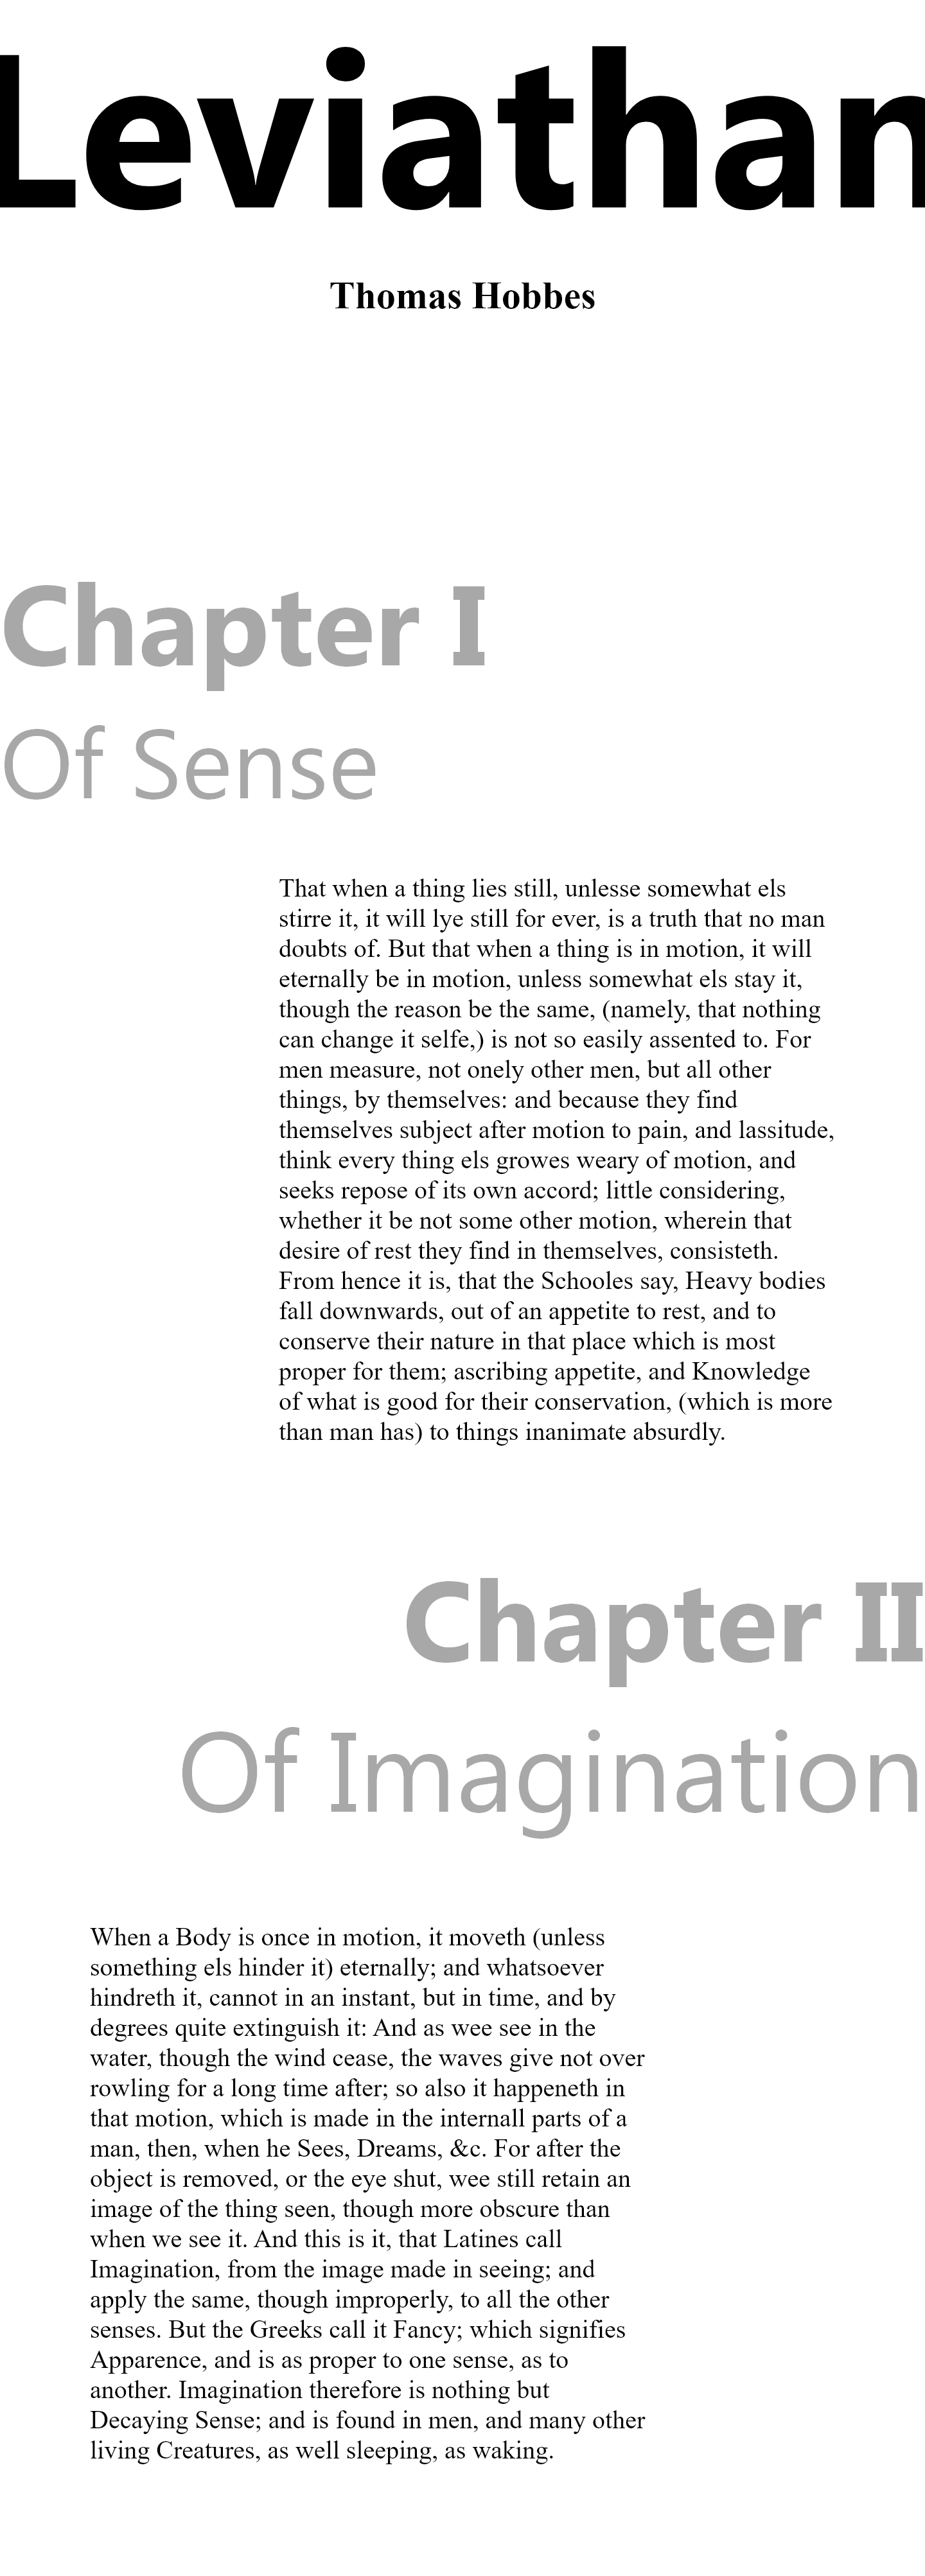 Leviathan
Thomas Hobbes
Chapter I
Of Sense
That when a thing lies still, unlesse somewhat els
stirre it, it will lye still for ever, is a truth that no man
doubts of. But that when a thing is in motion, it will
eternally be in motion, unless somewhat els stay it,
though the reason be the same, (namely, that nothing
can change it selfe,) is not so easily assented to. For
men measure, not onely other men, but all other
things, by themselves: and because they find
themselves subject after motion to pain, and lassitude,
think every thing els growes weary of motion, and
seeks repose of its own accord; little considering,
whether it be not some other motion, wherein that
desire of rest they find in themselves, consisteth.
From hence it is, that the Schooles say, Heavy bodies
fall downwards, out of an appetite to rest, and to
conserve their nature in that place which is most
proper for them; ascribing appetite, and Knowledge
of what is good for their conservation, (which is more
than man has) to things inanimate absurdly.
Chapter II
Of Imagination
When a Body is once in motion, it moveth (unless
something els hinder it) eternally; and whatsoever
hindreth it, cannot in an instant, but in time, and by
degrees quite extinguish it: And as wee see in the
water, though the wind cease, the waves give not over
rowling for a long time after; so also it happeneth in
that motion, which is made in the internall parts of a
man, then, when he Sees, Dreams, &c. For after the
object is removed, or the eye shut, wee still retain an
image of the thing seen, though more obscure than
when we see it. And this is it, that Latines call
Imagination, from the image made in seeing; and
apply the same, though improperly, to all the other
senses. But the Greeks call it Fancy; which signifies
Apparence, and is as proper to one sense, as to
another. Imagination therefore is nothing but
Decaying Sense; and is found in men, and many other
living Creatures, as well sleeping, as waking.